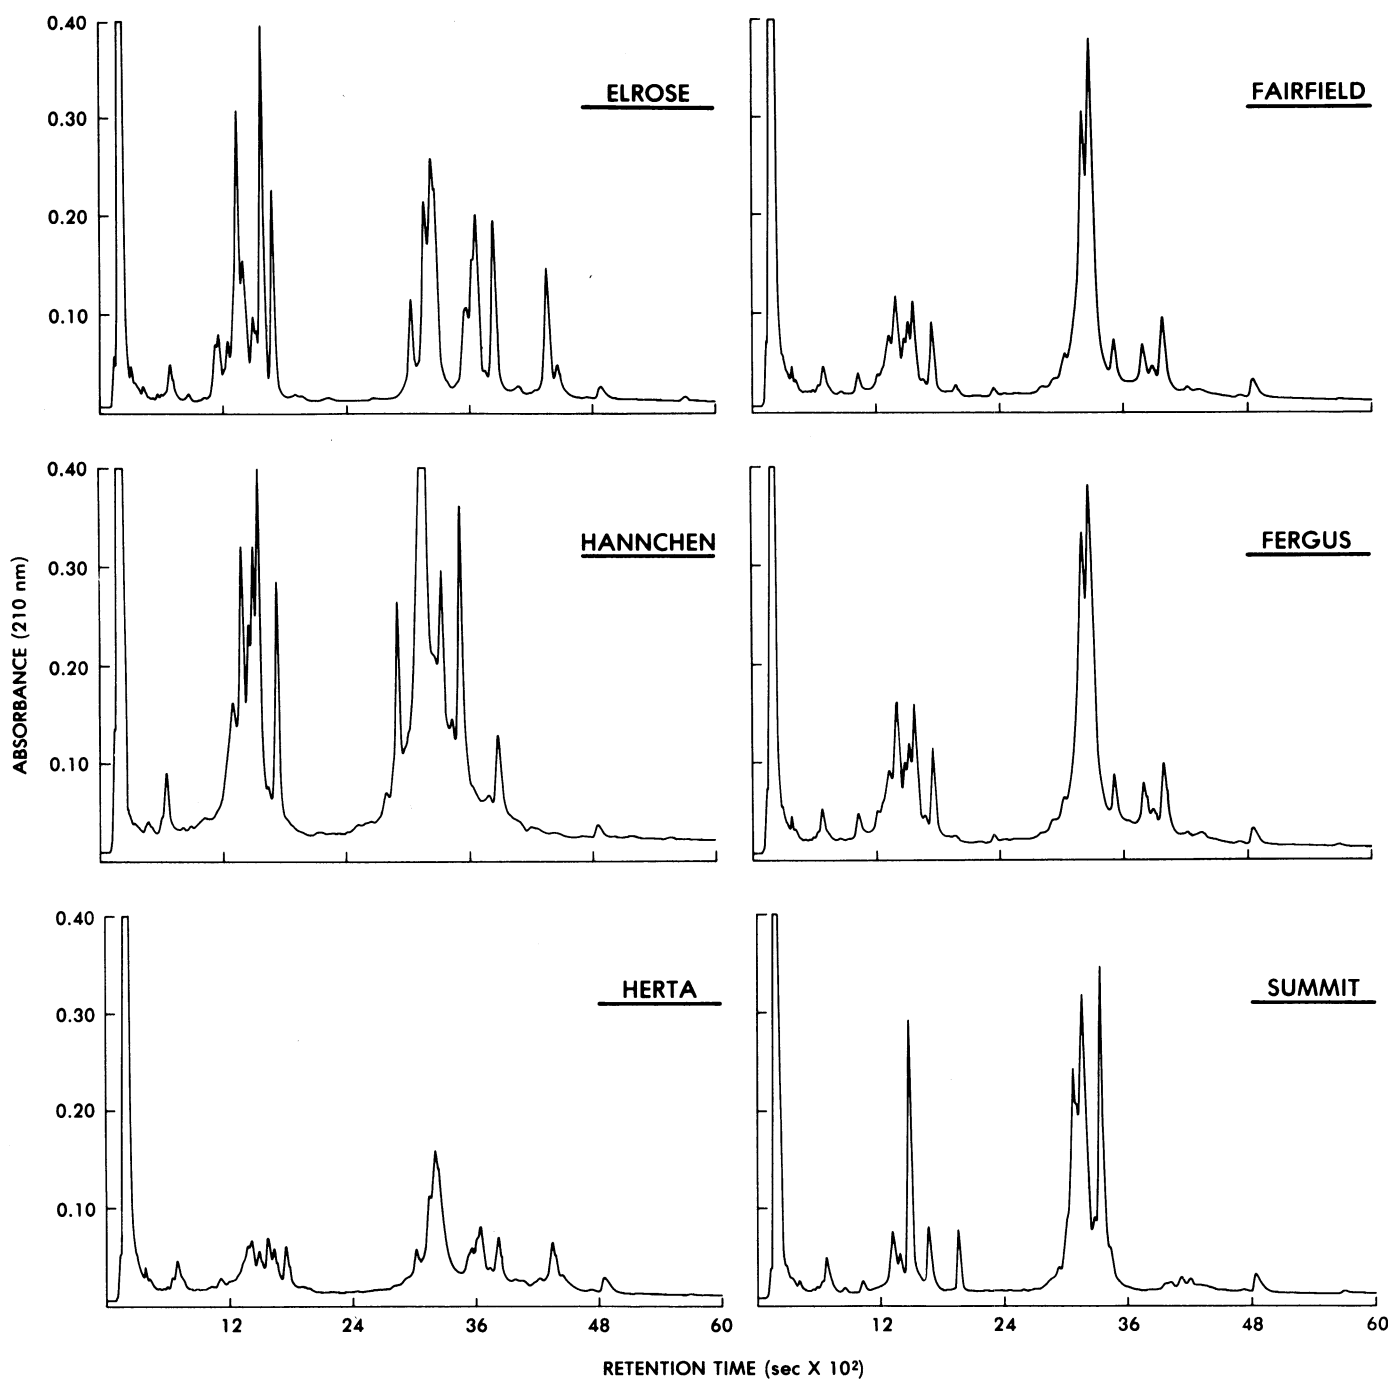 0.40
0.30
0.20
0.10
ELROSE
FAIRFIELD
0.40
0.30
0.20
0.10
HANNCHEN
FERGUS
ABSORBANCE (210 nm)
0.40
0.30
0.20
0.10
HERTA
SUMMIT
12 24 36 48 60
12 24 36 48 60
RETENTION TIME (sec X 10²)